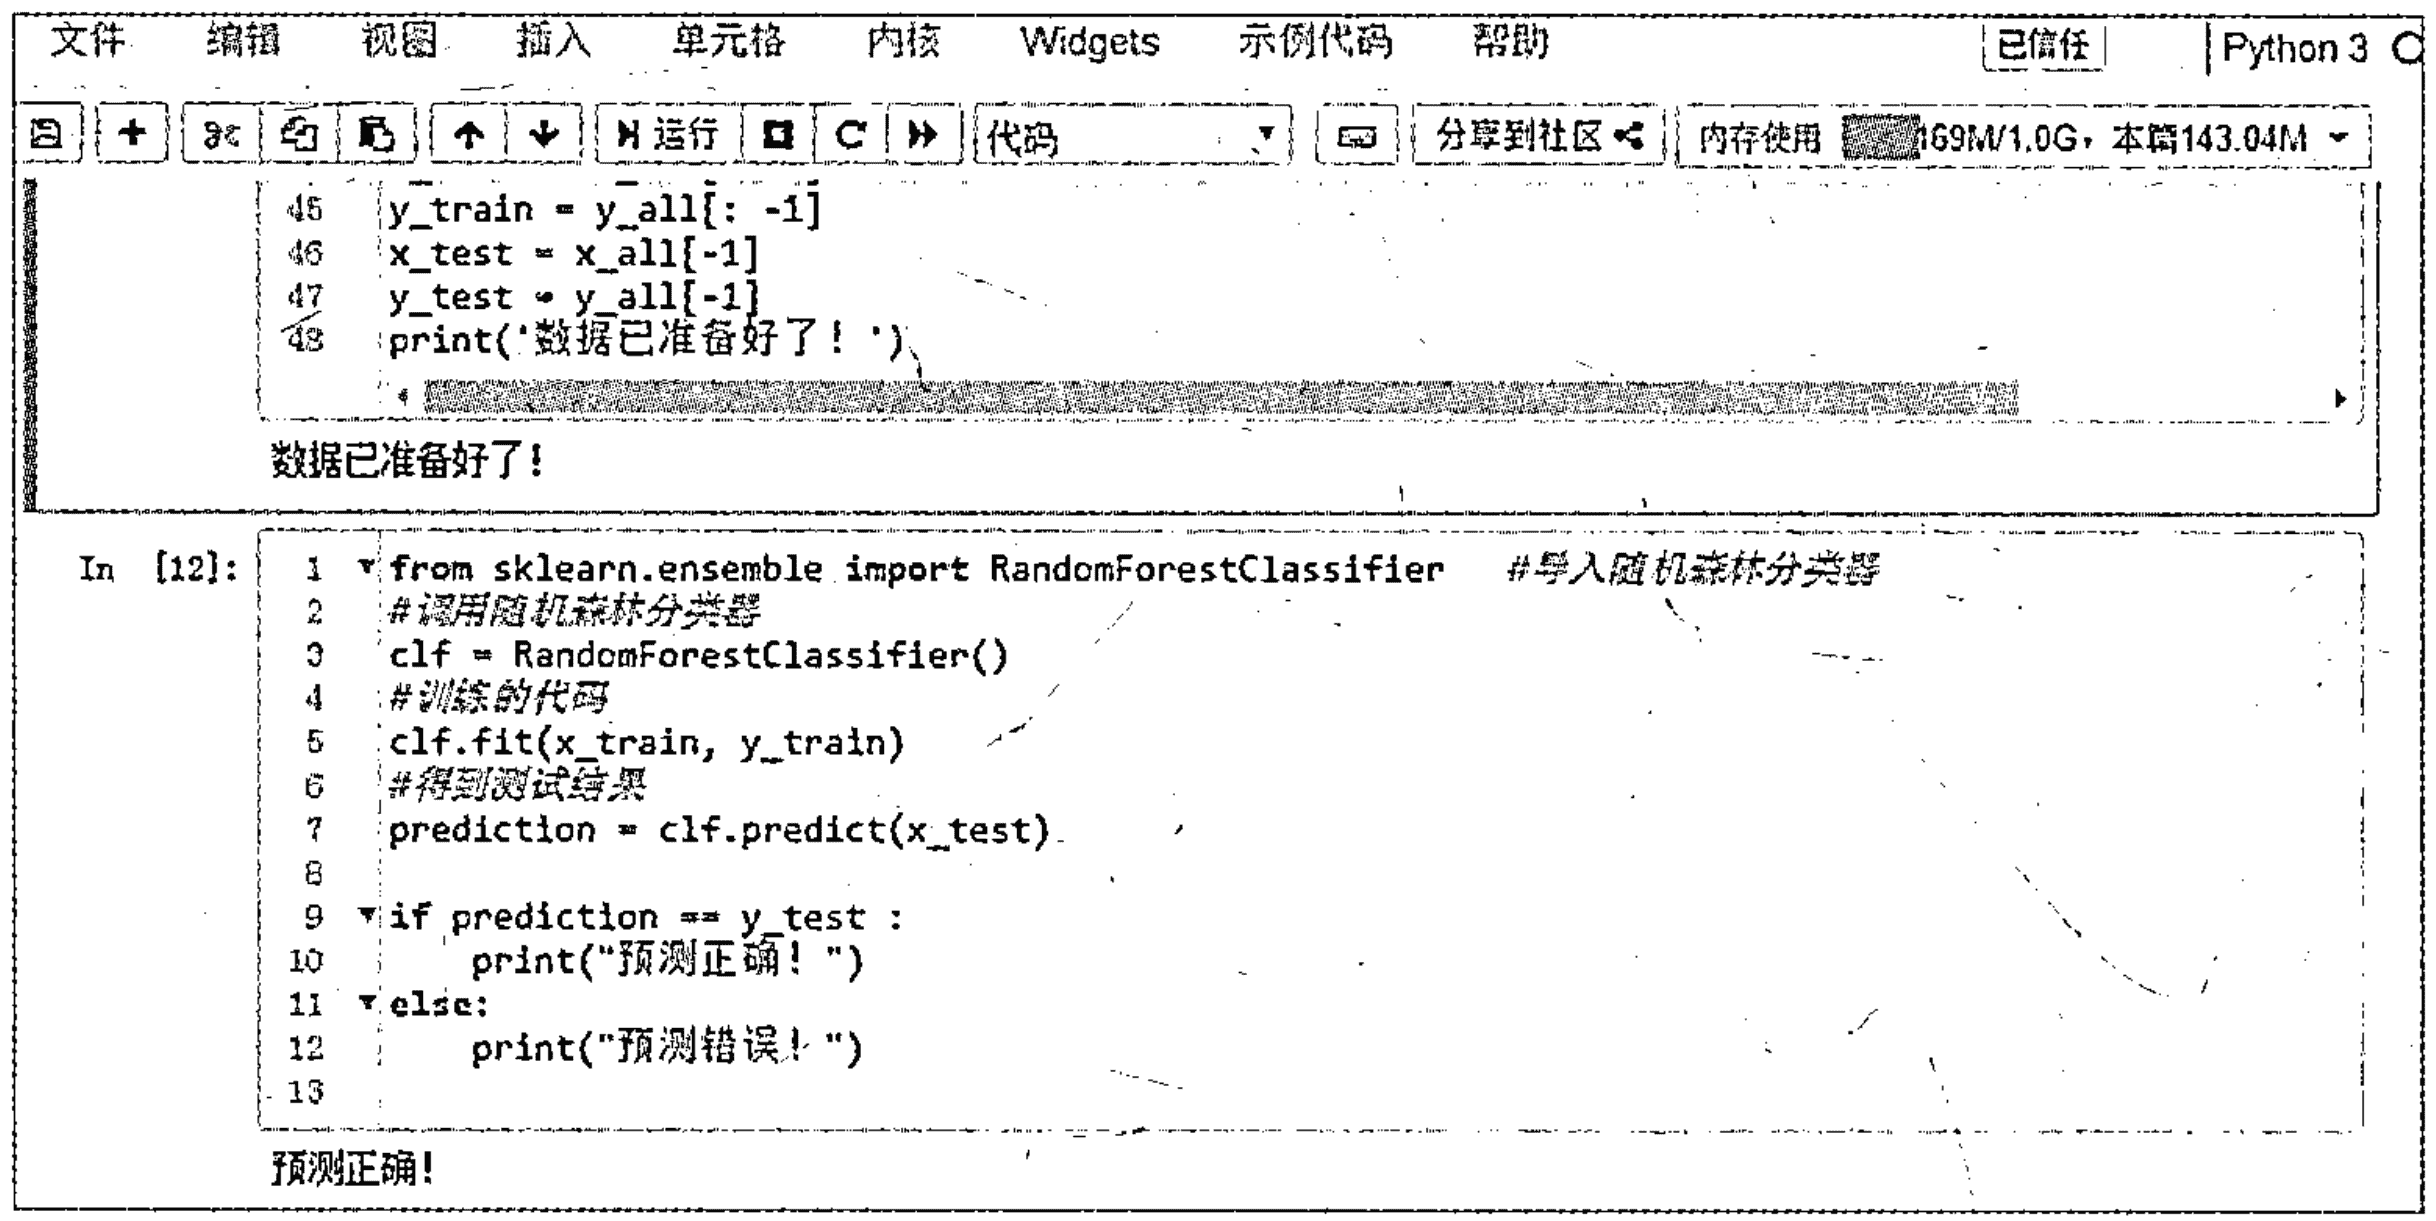 文件 编辑 视图 插入 单元格 内核 Widgets 示例代码 帮助 已信任 Python 3
运行 代码 分享到社区 内存使用 169M/1.0G，本篇143.04M
45 y_train = y_all[: -1]
46 x_test = x_all[-1]
47 y_test = y_all[-1]
48 print('数据已准备好了！')
数据已准备好了！
In [12]:
1 from sklearn.ensemble import RandomForestClassifier #导入随机森林分类器
2 #调用随机森林分类器
3 clf = RandomForestClassifier()
4 #训练的代码
5 clf.fit(x_train, y_train)
6 #得到测试结果
7 prediction = clf.predict(x_test)
8
9 if prediction == y_test :
10 print("预测正确！")
11 else:
12 print("预测错误！")
13
预测正确！